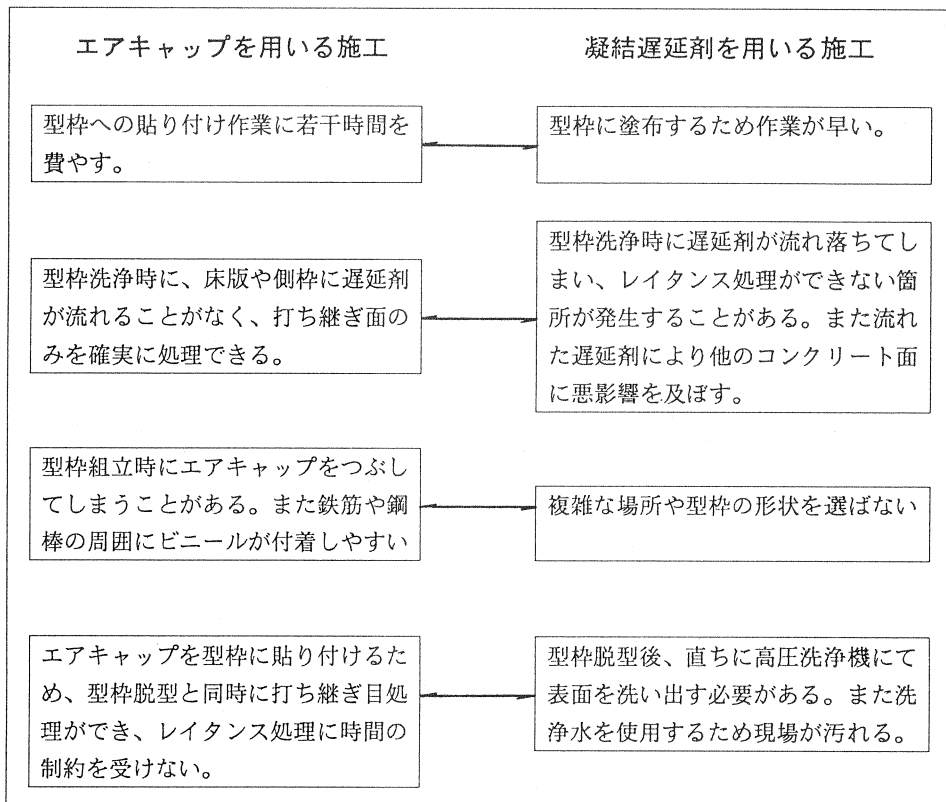 エアキャップを用いる施工
凝結遅延剤を用いる施工
型枠への貼り付け作業に若干時間を
費やす。
型枠に塗布するため作業が早い。
型枠洗浄時に、床版や側枠に遅延剤
が流れることがなく、打ち継ぎ面の
みを確実に処理できる。
型枠洗浄時に遅延剤が流れ落ちてし
まい、レイタンス処理ができない箇
所が発生することがある。また流れ
た遅延剤により他のコンクリート面
に悪影響を及ぼす。
型枠組立時にエアキャップをつぶし
てしまうことがある。また鉄筋や鋼
棒の周囲にビニールが付着しやすい
複雑な場所や型枠の形状を選ばない
エアキャップを型枠に貼り付けるた
め、型枠脱型と同時に打ち継ぎ目処
理ができ、レイタンス処理に時間の
制約を受けない。
型枠脱型後、直ちに高圧洗浄機にて
表面を洗い出す必要がある。また洗
浄水を使用するため現場が汚れる。